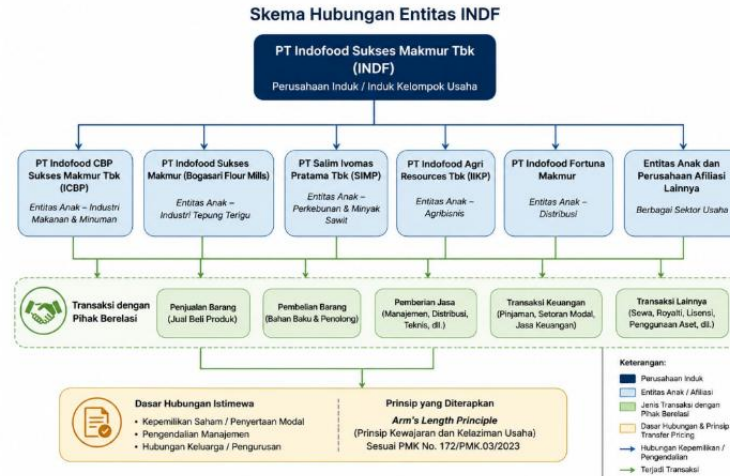 Skema Hubungan Entitas INDF
PT Indofood Sukses Makmur Tbk
(INDF)
Perusahaan Induk / Induk Kelompok Usaha
PT Indofood CBP
Sukses Makmur Tbk
(ICBP)
Entitas Anak – Industri
Makanan & Minuman
PT Indofood Sukses
Makmur (Bogasari Flour Mills)
Entitas Anak –
Industri Tepung Terigu
PT Salim Ivomas
Pratama Tbk (SIMP)
Entitas Anak –
Perkebunan & Minyak
Sawit
PT Indofood Agri
Resources Tbk (IIKP)
Entitas Anak –
Agribisnis
PT Indofood Fortuna
Makmur
Entitas Anak –
Distribusi
Entitas Anak dan
Perusahaan Afiliasi
Lainnya
Berbagai Sektor Usaha
Transaksi dengan
Pihak Berelasi
Penjualan Barang
(Jual Beli Produk)
Pembelian Barang
(Bahan Baku & Penolong)
Pemberian Jasa
(Manajemen, Distribusi,
Teknis, dll.)
Transaksi Keuangan
(Pinjaman, Setoran Modal,
Jasa Keuangan)
Transaksi Lainnya
(Sewa, Royalti, Lisensi,
Penggunaan Aset, dll.)
Dasar Hubungan Istimewa
• Kepemilikan Saham / Penyertaan Modal
• Pengendalian Manajemen
• Hubungan Keluarga / Pengurusan
Prinsip yang Diterapkan
Arm's Length Principle
(Prinsip Kewajaran dan Kelaziman Usaha)
Sesuai PMK No. 172/PMK.03/2023
Keterangan:
Perusahaan Induk
Entitas Anak / Afiliasi
Jenis Transaksi dengan
Pihak Berelasi
Dasar Hubungan & Prinsip
Transfer Pricing
Hubungan Kepemilikan /
Pengendalian
Terjadi Transaksi